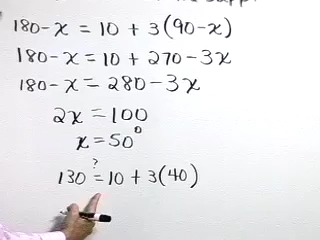 180-x = 10 + 3(90-x)
180-x = 10 + 270-3x
180-x = 280-3x
2x = 100
x = 50°
130 ≟ 10 + 3(40)